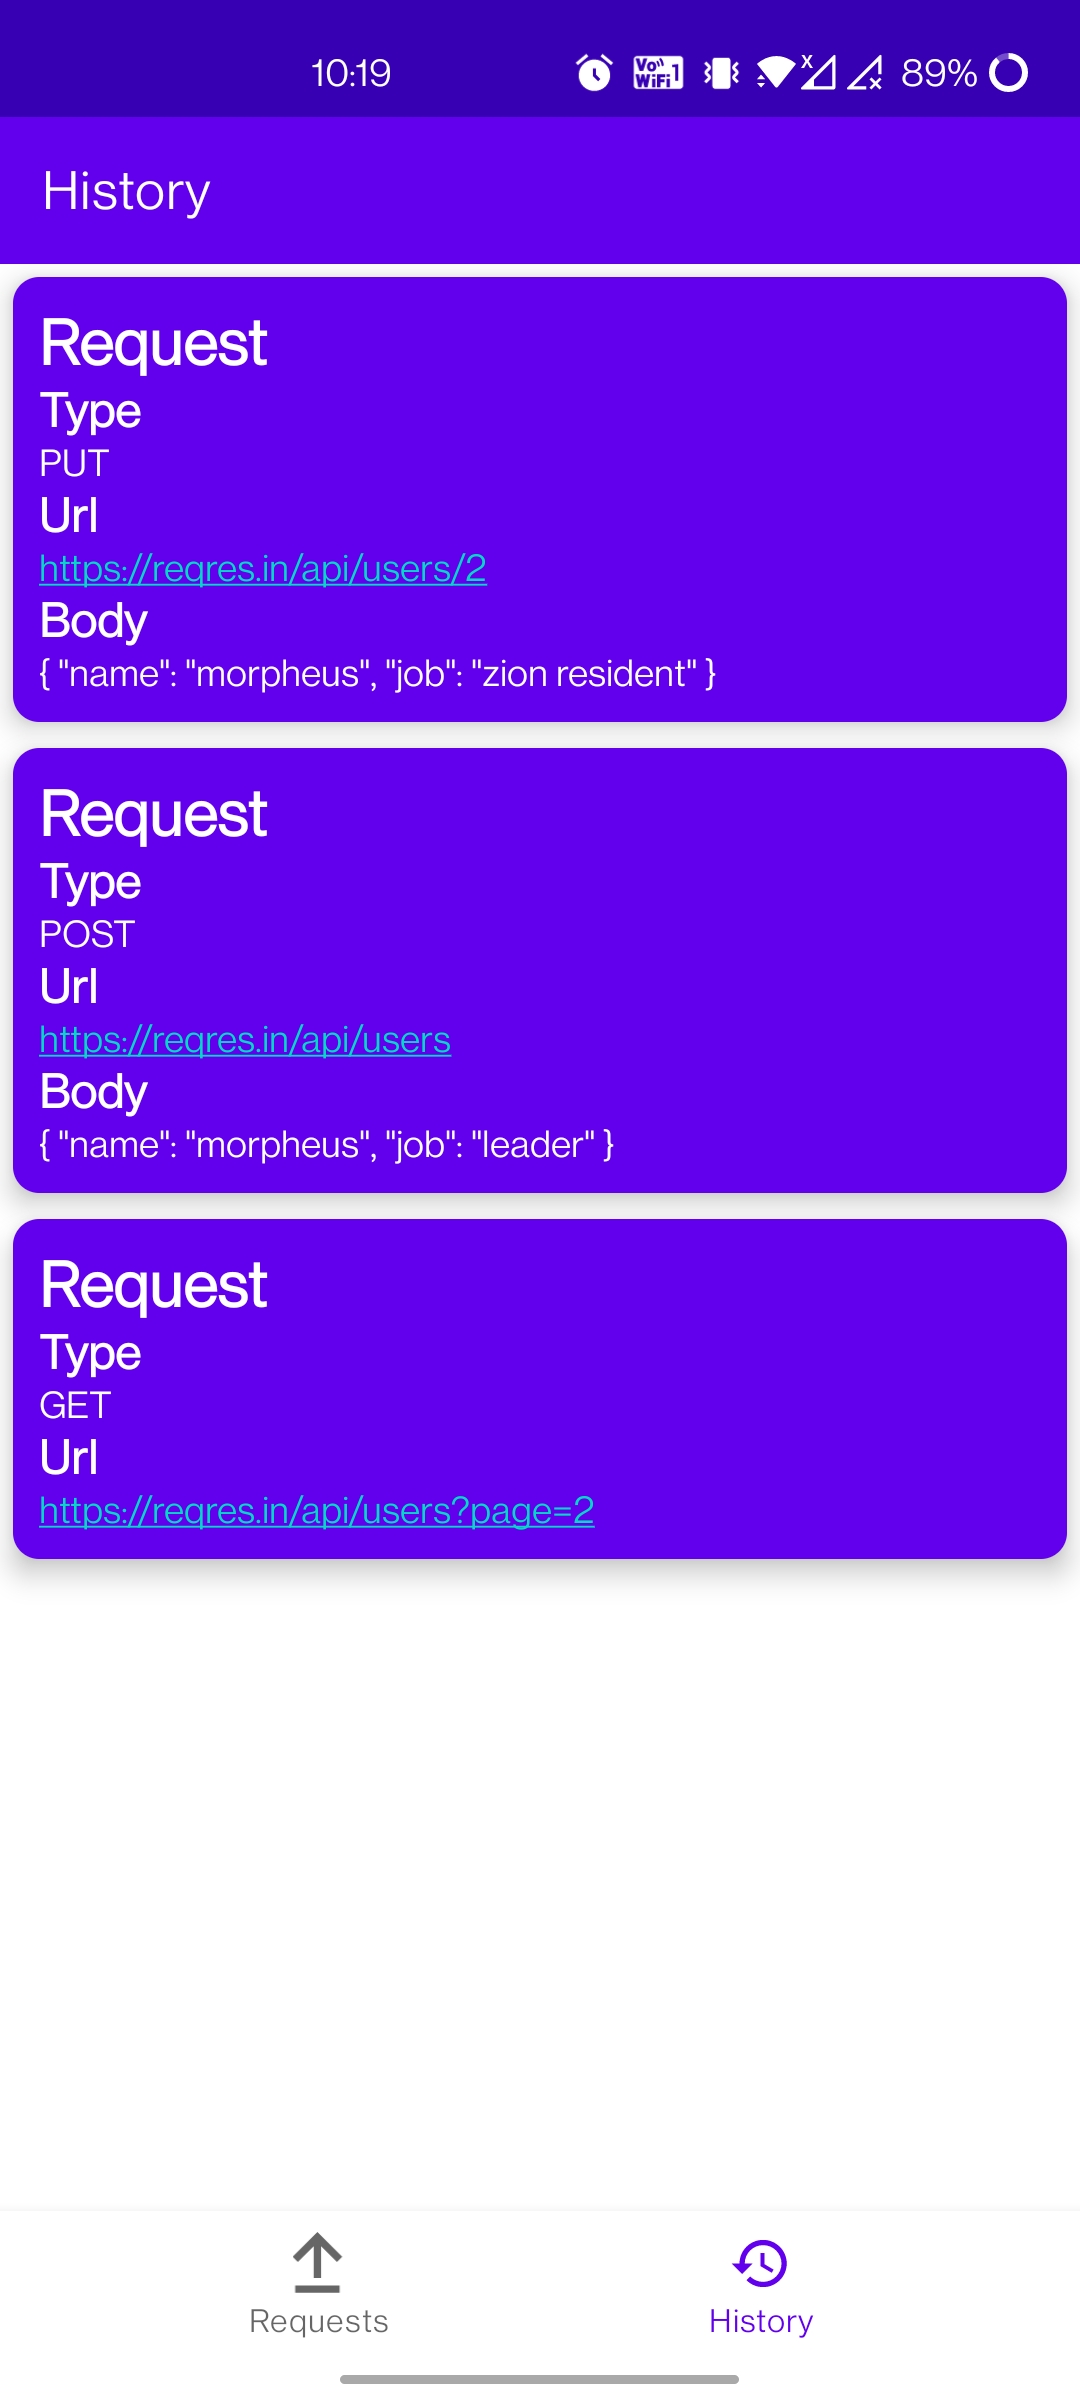 10:19 Vo)) WiFi 1 x x 89%
History
Request
Type
PUT
Url
https://reqres.in/api/users/2
Body
{ "name": "morpheus", "job": "zion resident" }
Request
Type
POST
Url
https://reqres.in/api/users
Body
{ "name": "morpheus", "job": "leader" }
Request
Type
GET
Url
https://reqres.in/api/users?page=2
Requests
History